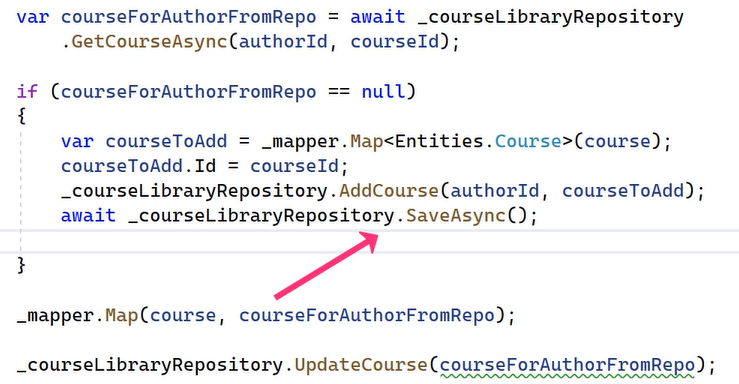 var courseForAuthorFromRepo = await _courseLibraryRepository
.GetCourseAsync(authorId, courseId);
if (courseForAuthorFromRepo == null)
{
var courseToAdd = _mapper.Map<Entities.Course>(course);
courseToAdd.Id = courseId;
_courseLibraryRepository.AddCourse(authorId, courseToAdd);
await _courseLibraryRepository.SaveAsync();
}
_mapper.Map(course, courseForAuthorFromRepo);
_courseLibraryRepository.UpdateCourse(courseForAuthorFromRepo);